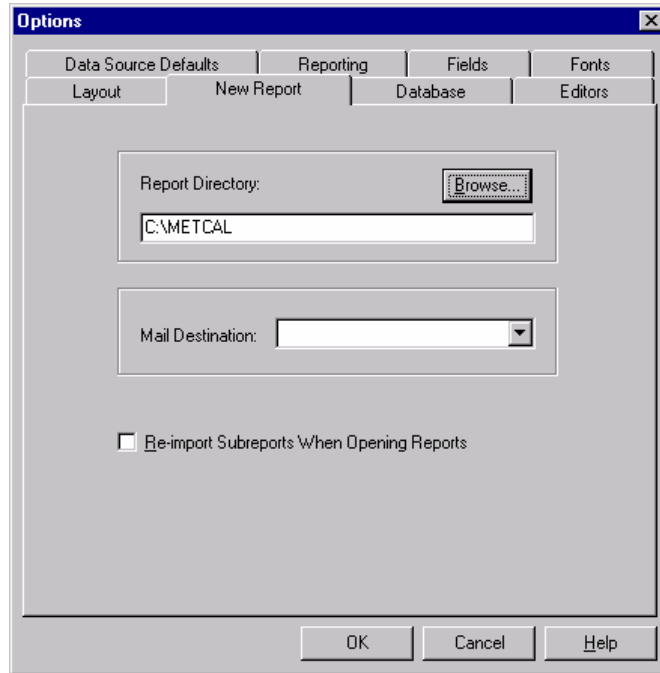 Options
Data Source Defaults Reporting Fields Fonts
Layout New Report Database Editors
Report Directory: Browse...
C:\METCAL
Mail Destination:
Re-import Subreports When Opening Reports
OK Cancel Help